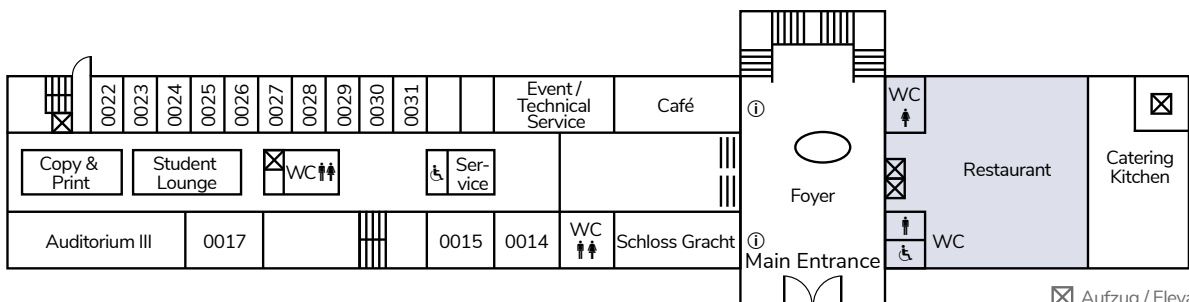 0022
0023
0024
0025
0026
0027
0028
0029
0030
0031
Event /
Technical
Service
Café
WC
Copy &
Print
Student
Lounge
WC
Ser-
vice
Foyer
Restaurant
Catering
Kitchen
Auditorium III
0017
0015
0014
WC
Schloss Gracht
WC
Main Entrance
Aufzug / Eleva